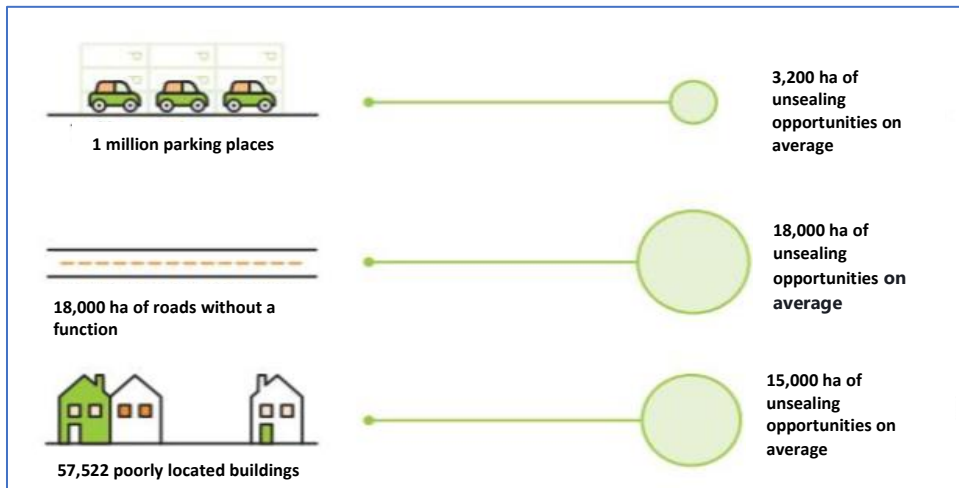 3,200 ha of
unsealing
opportunities on
average
1 million parking places
18,000 ha of
unsealing
opportunities on
average
18,000 ha of roads without a
function
15,000 ha of
unsealing
opportunities on
average
57,522 poorly located buildings